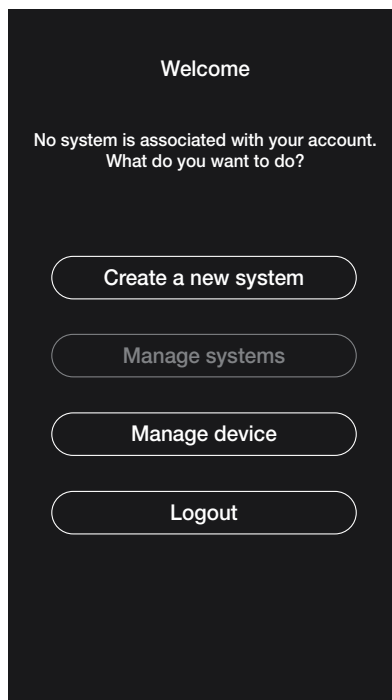 Welcome
No system is associated with your account.
What do you want to do?
Create a new system
Manage systems
Manage device
Logout